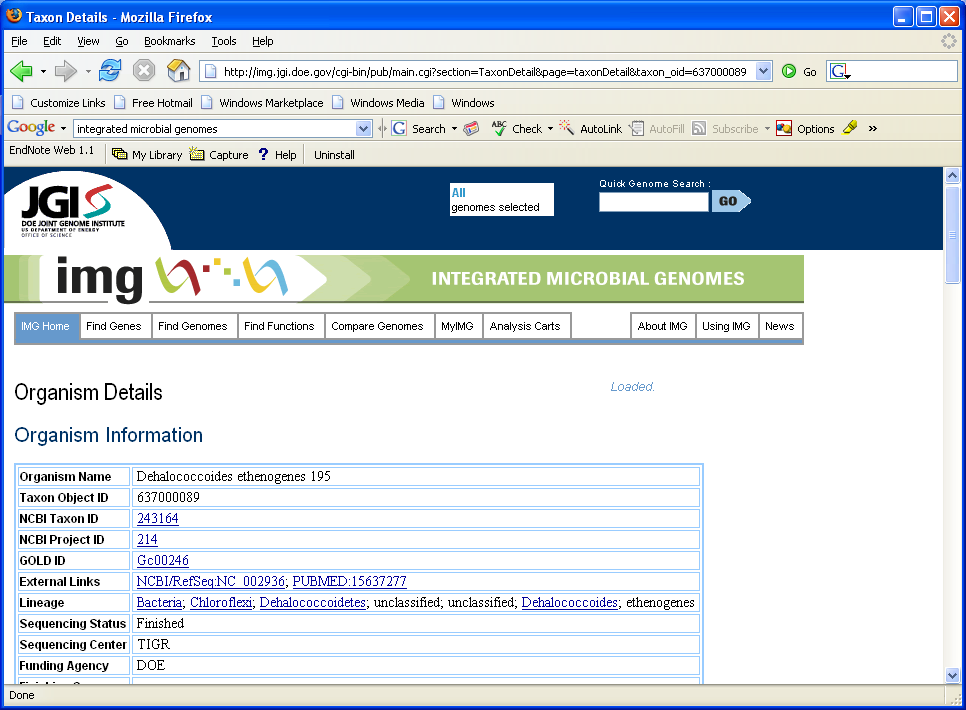 Taxon Details - Mozilla Firefox
File Edit View Go Bookmarks Tools Help
http://img.jgi.doe.gov/cgi-bin/pub/main.cgi?section=TaxonDetail&page=taxonDetail&taxon_oid=637000089 Go G
Customize Links Free Hotmail Windows Marketplace Windows Media Windows
Google integrated microbial genomes G Search ABC Check AutoLink AutoFill Subscribe Options »
EndNote Web 1.1 My Library Capture ? Help Uninstall
JGI
DOE JOINT GENOME INSTITUTE
US DEPARTMENT OF ENERGY
OFFICE OF SCIENCE
All
genomes selected
Quick Genome Search :
GO
img INTEGRATED MICROBIAL GENOMES
IMG Home Find Genes Find Genomes Find Functions Compare Genomes MyIMG Analysis Carts About IMG Using IMG News
Loaded.
Organism Details
Organism Information
Organism Name Dehalococcoides ethenogenes 195
Taxon Object ID 637000089
NCBI Taxon ID 243164
NCBI Project ID 214
GOLD ID Gc00246
External Links NCBI/RefSeq:NC_002936; PUBMED:15637277
Lineage Bacteria; Chloroflexi; Dehalococcoidetes; unclassified; unclassified; Dehalococcoides; ethenogenes
Sequencing Status Finished
Sequencing Center TIGR
Funding Agency DOE
Done